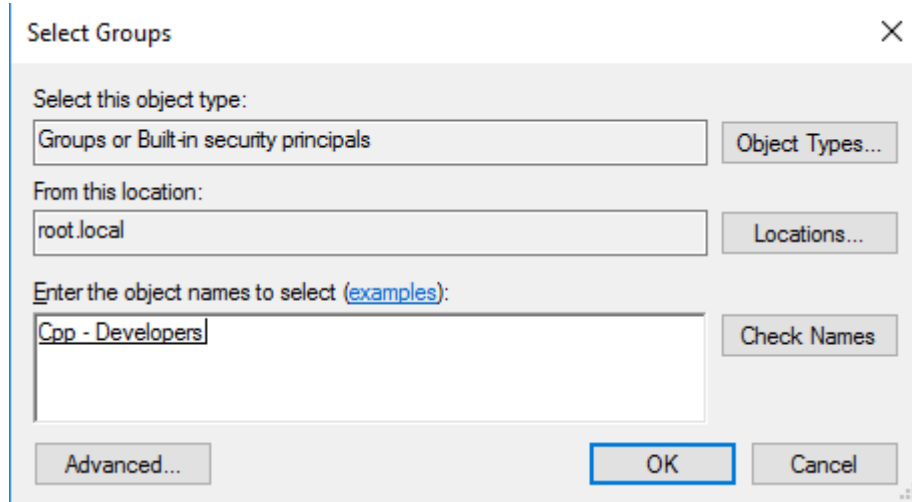 Select Groups
Select this object type:
Groups or Built-in security principals
Object Types...
From this location:
root.local
Locations...
Enter the object names to select (examples):
Cpp - Developers
Check Names
Advanced...
OK
Cancel